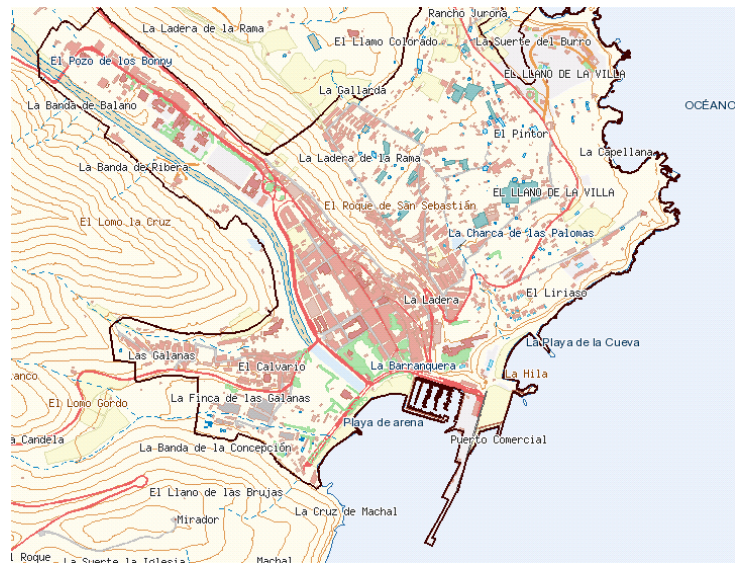 Rancho Jurona
La Ladera de la Rama
El Llamo Colorado
La Suerte del Burro
El Pozo de los Bonny
EL LLANO DE LA VILLA
La Gallarda
La Banda de Balano
OCÉANO
El Pintor
La Capellana
La Ladera de la Rama
La Banda de Ribera
EL LLANO DE LA VILLA
El Roque de San Sebastián
El Lomo la Cruz
La Charca de las Palomas
El Liriaso
La Ladera
La Playa de la Cueva
Las Galanas
El Calvario
La Barranquera
La Hila
anco
La Finca de las Galanas
El Lomo Gordo
Playa de arena
a Candela
La Banda de la Concepción
Puerto Comercial
El Llano de las Brujas
La Cruz de Machal
Mirador
l Roque
La Suerte la Iglesia
Machal